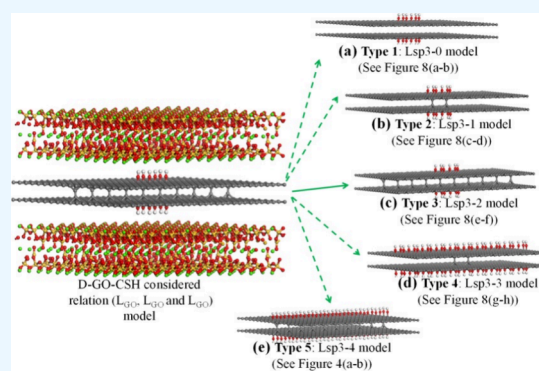 (a) Type 1: Lsp3-0 model
(See Figure 8(a-b))
(b) Type 2: Lsp3-1 model
(See Figure 8(c-d))
(c) Type 3: Lsp3-2 model
(See Figure 8(e-f))
(d) Type 4: Lsp3-3 model
(See Figure 8(g-h))
(e) Type 5: Lsp3-4 model
(See Figure 4(a-b))
D-GO-CSH considered
relation (LGO, LGO and LGO)
model